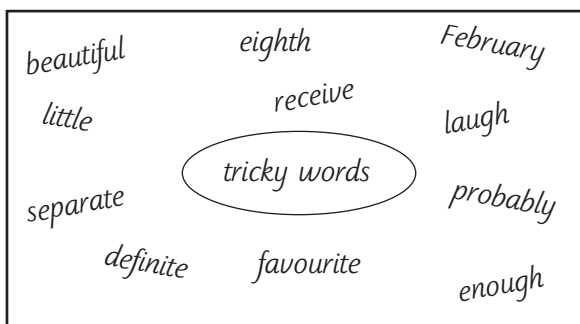 beautiful
eighth
February
little
receive
laugh
tricky words
separate
probably
definite
favourite
enough